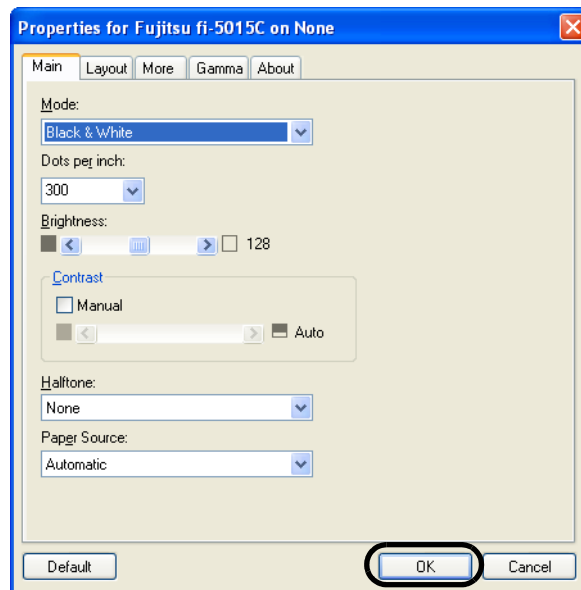 Properties for Fujitsu fi-5015C on None
Main Layout More Gamma About
Mode:
Black & White
Dots per inch:
300
Brightness:
128
Contrast
Manual
Auto
Halftone:
None
Paper Source:
Automatic
Default OK Cancel